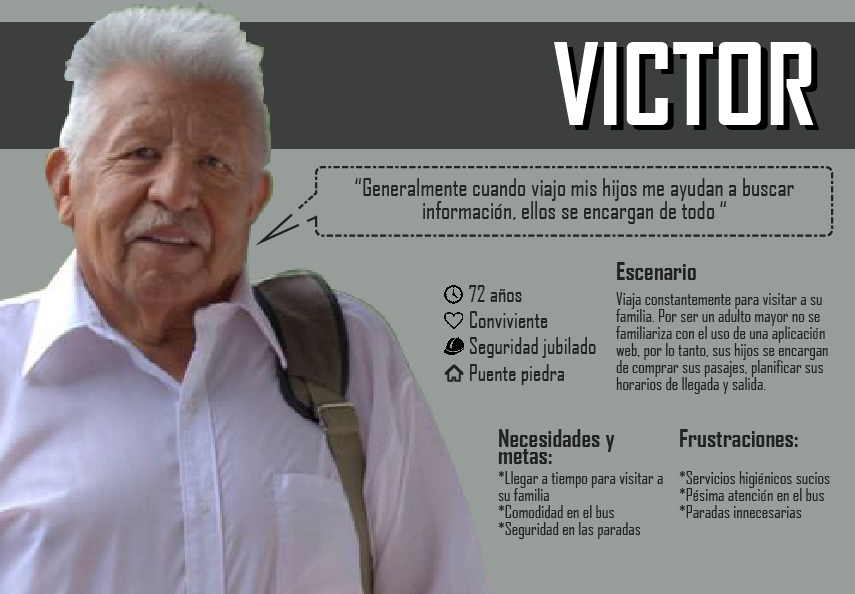 VICTOR
“Generalmente cuando viajo mis hijos me ayudan a buscar
información, ellos se encargan de todo “
72 años
Conviviente
Seguridad jubilado
Puente piedra
Escenario
Viaja constantemente para visitar a su
familia. Por ser un adulto mayor no se
familiariza con el uso de una aplicación
web, por lo tanto, sus hijos se encargan
de comprar sus pasajes, planificar sus
horarios de llegada y salida.
Necesidades y
metas:
*Llegar a tiempo para visitar a
su familia
*Comodidad en el bus
*Seguridad en las paradas
Frustraciones:
*Servicios higiénicos sucios
*Pésima atención en el bus
*Paradas innecesarias